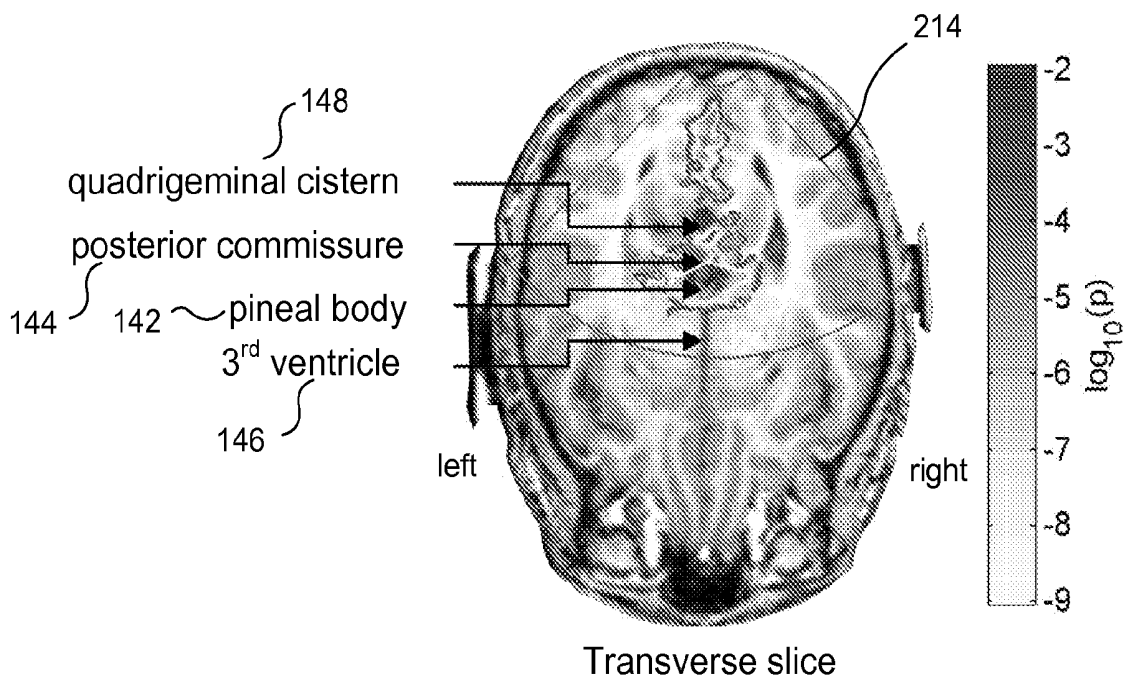 214
148
quadrigeminal cistern
posterior commissure
144
142
pineal body
3rd ventricle
146
left
right
-2
-3
-4
-5
-6
-7
-8
-9
log10(p)
Transverse slice